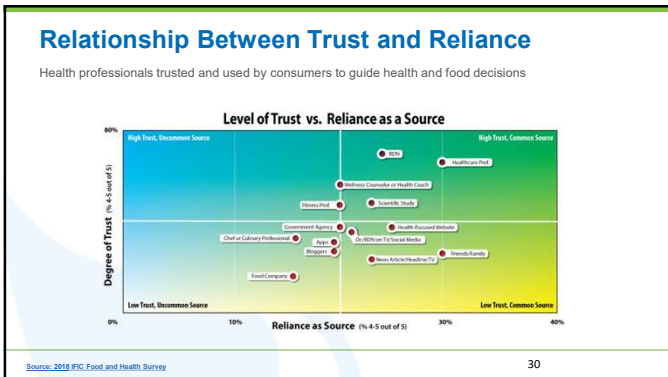 Relationship Between Trust and Reliance
Health professionals trusted and used by consumers to guide health and food decisions
Level of Trust vs. Reliance as a Source
80%
High Trust, Uncommon Source
High Trust, Common Source
RDN
Healthcare Prof.
Wellness Counselor or Health Coach
Fitness Prof.
Scientific Study
Government Agency
Health-Focused Website
Chef or Culinary Professional
Apps
Dr./RDN on TV/Social Media
Bloggers
News Article/Headline/TV
Friends/Family
Food Company
Degree of Trust (% 4-5 out of 5)
Low Trust, Uncommon Source
Low Trust, Common Source
0%
10%
30%
40%
Reliance as Source (% 4-5 out of 5)
Source: 2018 IFIC Food and Health Survey
30